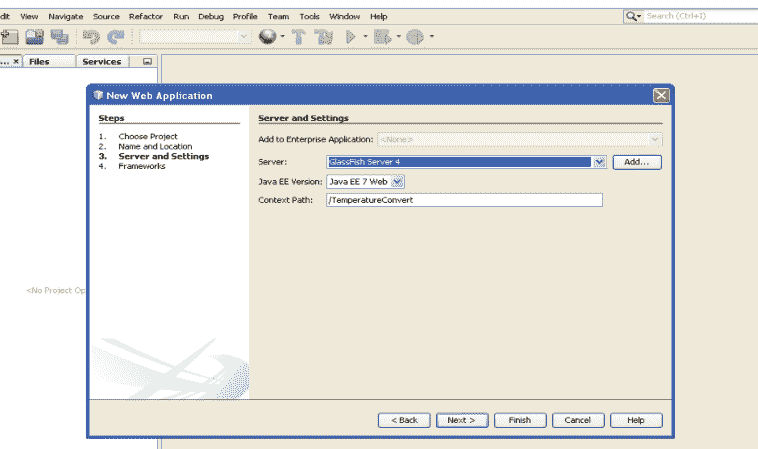 dit View Navigate Source Refactor Run Debug Profile Team Tools Window Help
Search (Ctrl+I)
... × Files Services
New Web Application
Steps
1. Choose Project
2. Name and Location
3. Server and Settings
4. Frameworks
Server and Settings
Add to Enterprise Application: <None>
Server: GlassFish Server 4 Add...
Java EE Version: Java EE 7 Web
Context Path: /TemperatureConvert
<No Project Op
< Back Next > Finish Cancel Help